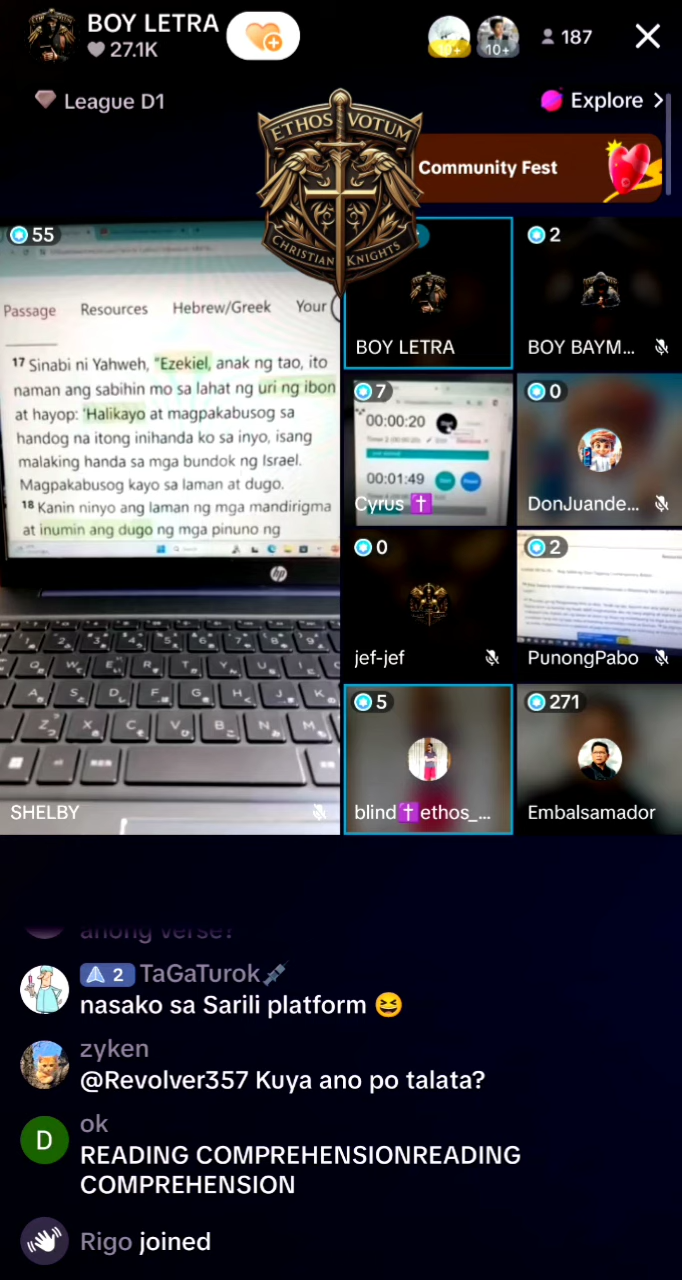 BOY LETRA
27.1K
10+
10+
187
League D1
Explore
ETHOS VOTUM
CHRISTIAN KNIGHTS
Community Fest
55
Passage Resources Hebrew/Greek Your
17 Sinabi ni Yahweh, "Ezekiel, anak ng tao, ito
naman ang sabihin mo sa lahat ng uri ng ibon
at hayop: 'Halikayo at magpakabusog sa
handog na itong inihanda ko sa inyo, isang
malaking handa sa mga bundok ng Israel.
Magpakabusog kayo sa laman at dugo.
18 Kanin ninyo ang laman ng mga mandirigma
at inumin ang dugo ng mga pinuno ng
hp
SHELBY
BOY LETRA
2
BOY BAYM...
7
00:00:20
00:01:49
Cyrus
0
DonJuande...
0
jef-jef
2
PunongPabo
5
blind ethos_...
271
Embalsamador
anong verse?
2 TaGaTurok
nasako sa Sarili platform 😆
zyken
@Revolver357 Kuya ano po talata?
D
ok
READING COMPREHENSIONREADING
COMPREHENSION
Rigo joined